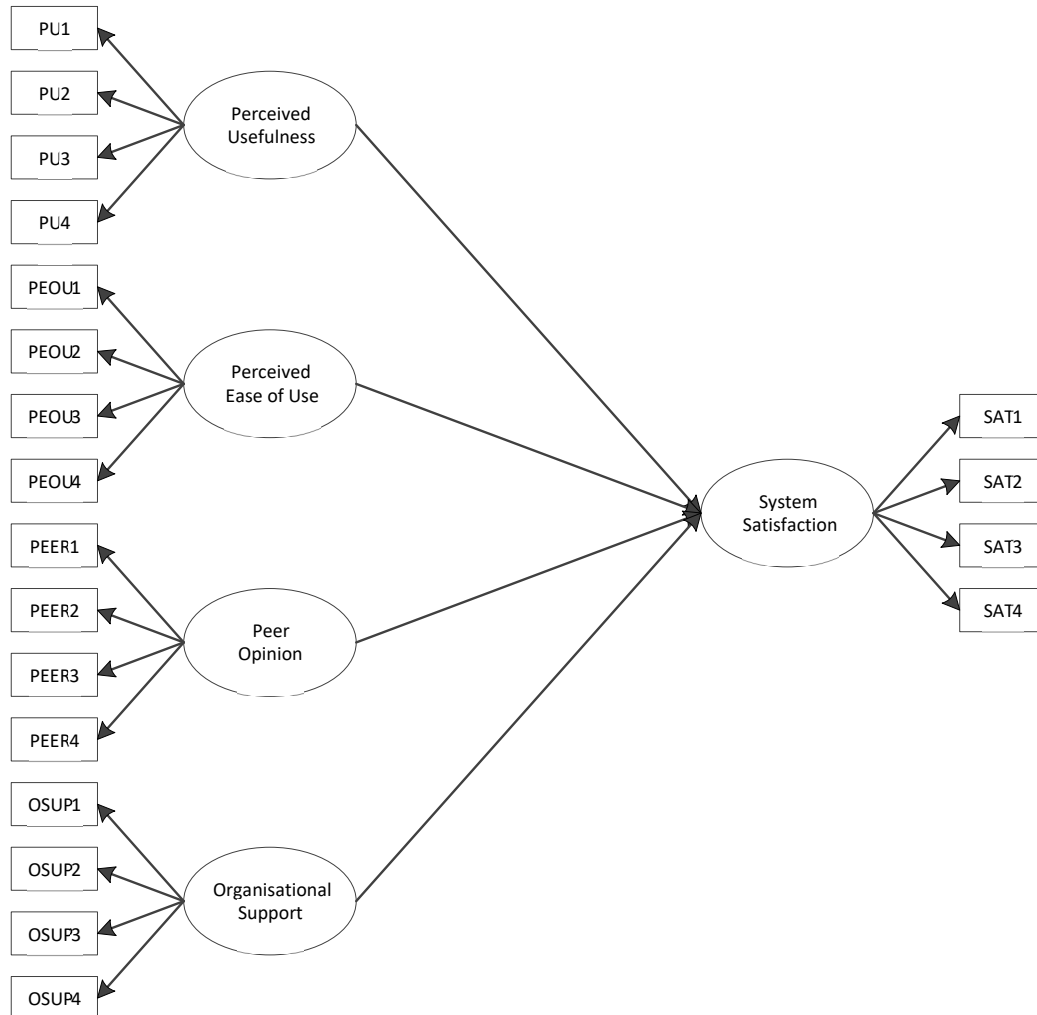 PU1
PU2
PU3
PU4
Perceived
Usefulness
PEOU1
PEOU2
PEOU3
PEOU4
Perceived
Ease of Use
PEER1
PEER2
PEER3
PEER4
Peer
Opinion
OSUP1
OSUP2
OSUP3
OSUP4
Organisational
Support
System
Satisfaction
SAT1
SAT2
SAT3
SAT4